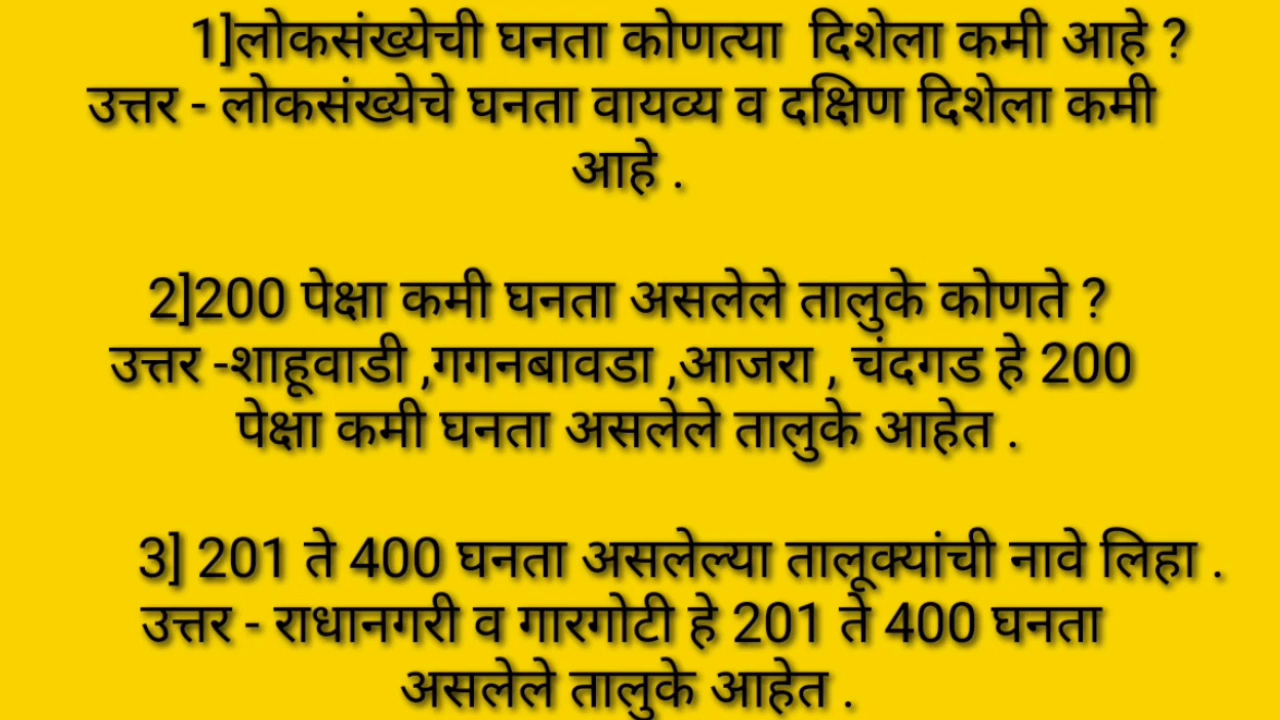 1]लोकसंख्येची घनता कोणत्या दिशेला कमी आहे ?
उत्तर - लोकसंख्येचे घनता वायव्य व दक्षिण दिशेला कमी
आहे .
2]200 पेक्षा कमी घनता असलेले तालुके कोणते ?
उत्तर -शाहूवाडी ,गगनबावडा ,आजरा , चंदगड हे 200
पेक्षा कमी घनता असलेले तालुके आहेत .
3] 201 ते 400 घनता असलेल्या तालूक्यांची नावे लिहा .
उत्तर - राधानगरी व गारगोटी हे 201 ते 400 घनता
असलेले तालुके आहेत .